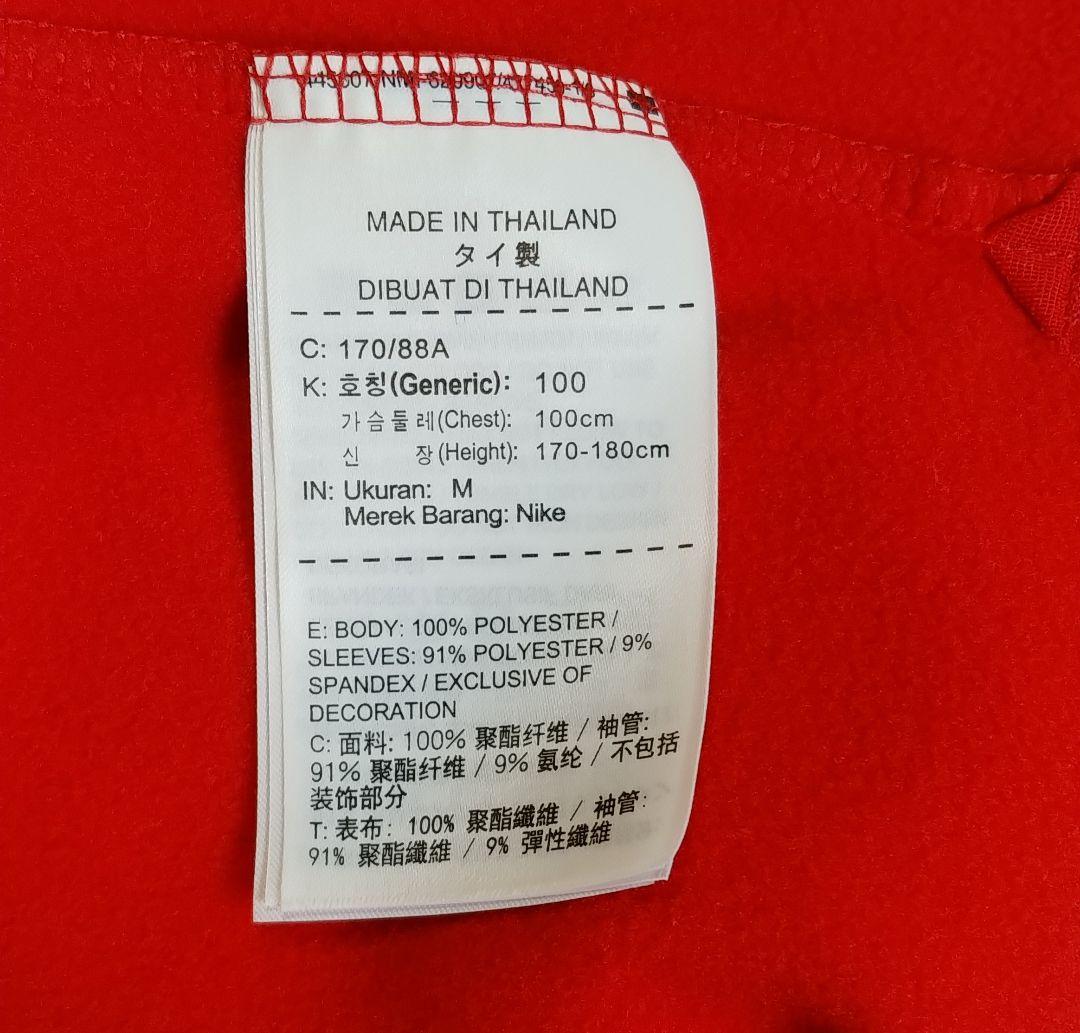 MADE IN THAILAND
タイ製
DIBUAT DI THAILAND
C: 170/88A
K: 호칭(Generic): 100
가슴둘레(Chest): 100cm
신 장(Height): 170-180cm
IN: Ukuran: M
Merek Barang: Nike
E: BODY: 100% POLYESTER /
SLEEVES: 91% POLYESTER / 9%
SPANDEX / EXCLUSIVE OF
DECORATION
C: 面料: 100% 聚酯纤维 / 袖管:
91% 聚酯纤维 / 9% 氨纶 / 不包括
装饰部分
T: 表布: 100% 聚酯纖維 / 袖管:
91% 聚酯纖維 / 9% 彈性纖維